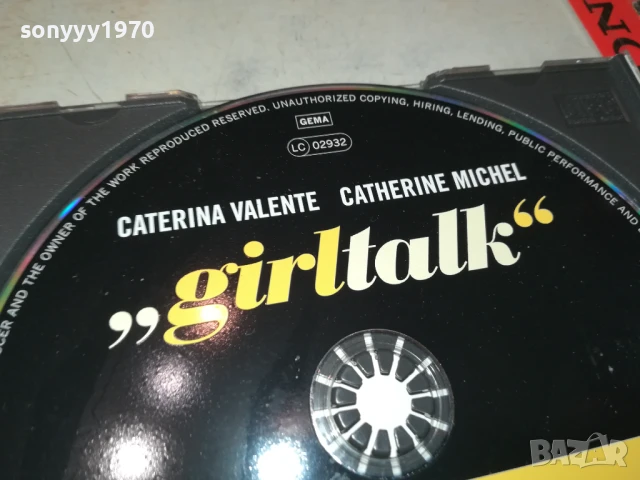 sonyyy1970
DUCER AND THE OWNER OF THE WORK REPRODUCED RESERVED. UNAUTHORIZED COPYING, HIRING, LENDING, PUBLIC PERFORMANCE AND
GEMA
LC 02932
CATERINA VALENTE CATHERINE MICHEL
„girltalk“
BAZAR